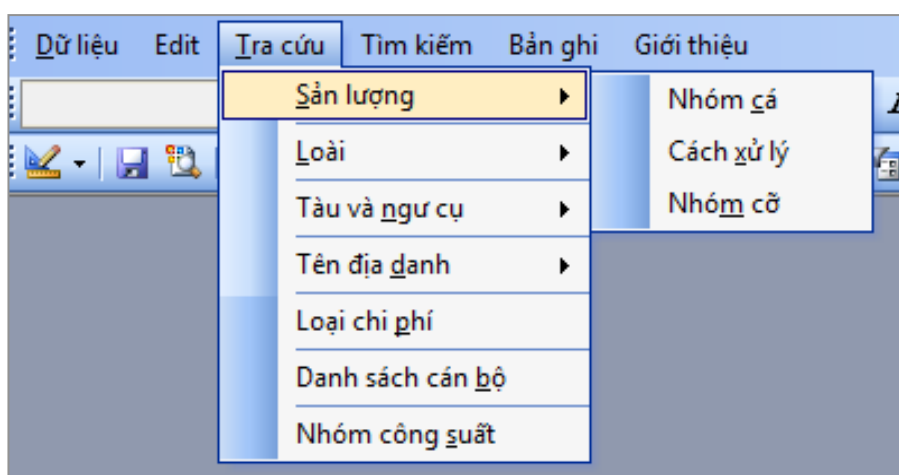 Dữ liệu Edit Tra cứu Tìm kiếm Bản ghi Giới thiệu
Sản lượng
Nhóm cá
Loài
Cách xử lý
Tàu và ngư cụ
Nhóm cỡ
Tên địa danh
Loại chi phí
Danh sách cán bộ
Nhóm công suất